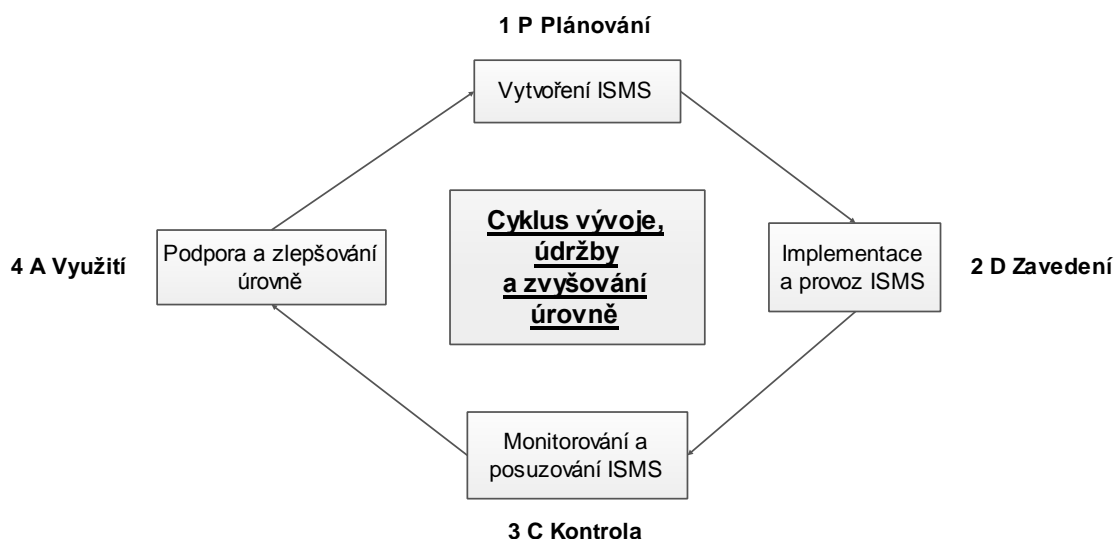 1 P Plánování
Vytvoření ISMS
Cyklus vývoje,
údržby
a zvyšování
úrovně
4 A Využití
Podpora a zlepšování
úrovně
Implementace
a provoz ISMS
2 D Zavedení
Monitorování a
posuzování ISMS
3 C Kontrola